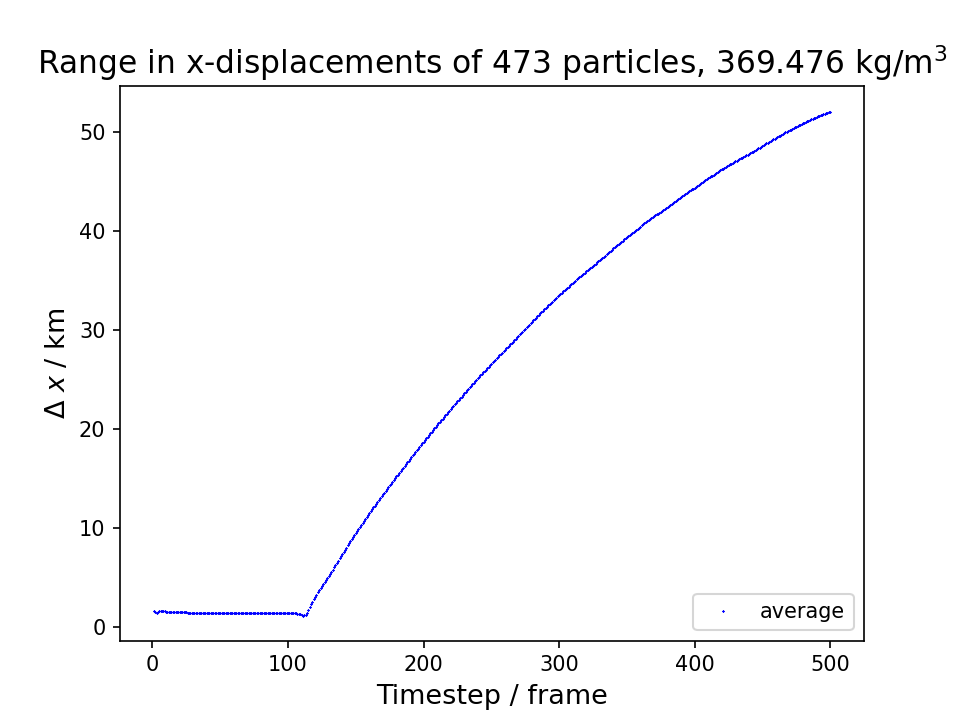 Range in x-displacements of 473 particles, 369.476 kg/m³
50
40
30
20
10
0
Δ x / km
average
0 100 200 300 400 500
Timestep / frame